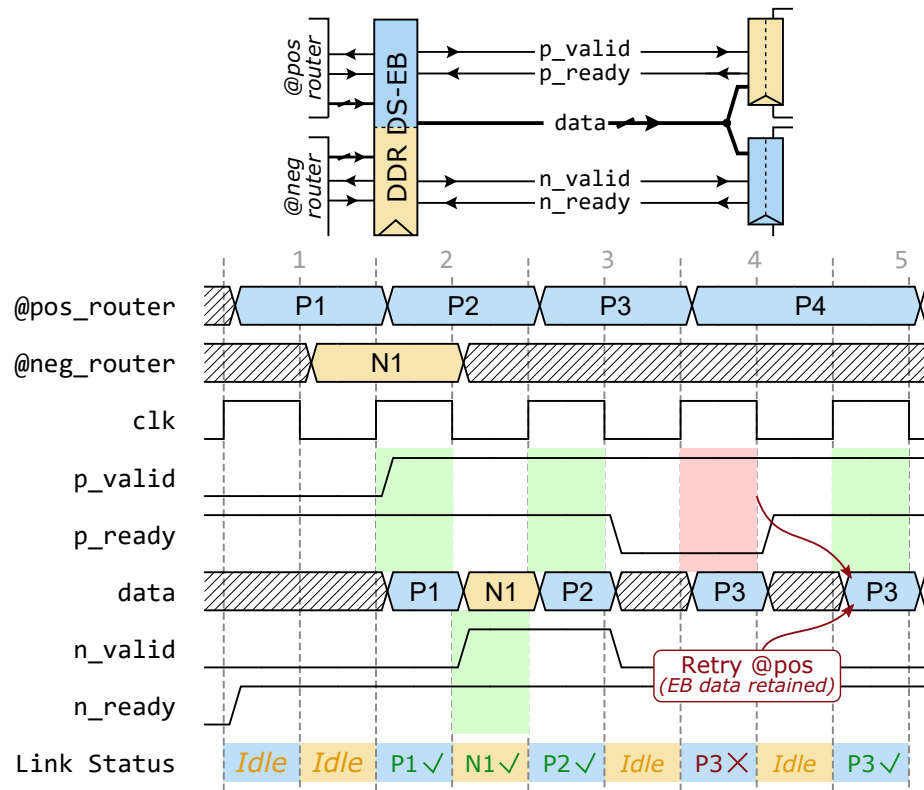 @pos
router
@neg
router
DDR DS-EB
p_valid
p_ready
data
n_valid
n_ready
1 2 3 4 5
@pos_router P1 P2 P3 P4
@neg_router N1
clk
p_valid
p_ready
data P1 N1 P2 P3 P3
n_valid
Retry @pos
(EB data retained)
n_ready
Link Status Idle Idle P1✓ N1✓ P2✓ Idle P3✕ Idle P3✓